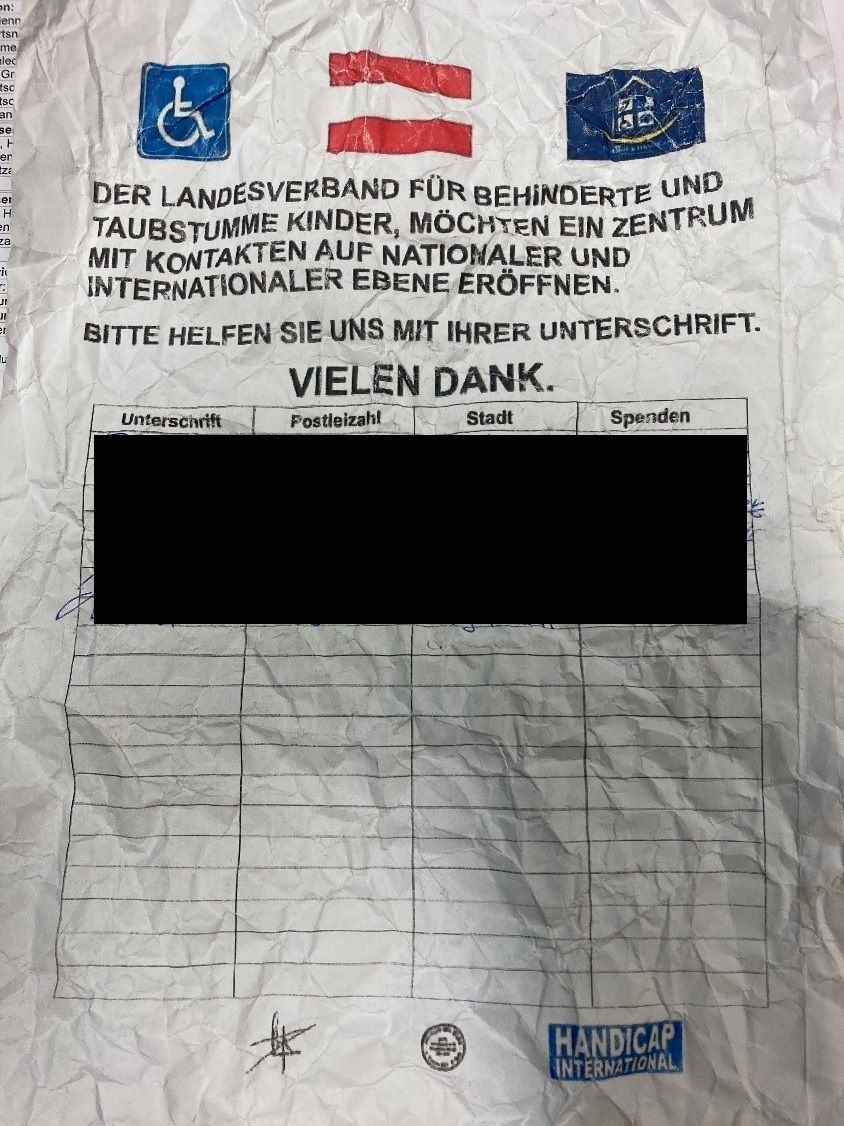 DER LANDESVERBAND FÜR BEHINDERTE UND
TAUBSTUMME KINDER, MÖCHTEN EIN ZENTRUM
MIT KONTAKTEN AUF NATIONALER UND
INTERNATIONALER EBENE ERÖFFNEN.
BITTE HELFEN SIE UNS MIT IHRER UNTERSCHRIFT.
VIELEN DANK.
Unterschrift Postleizahl Stadt Spenden
HANDICAP
INTERNATIONAL